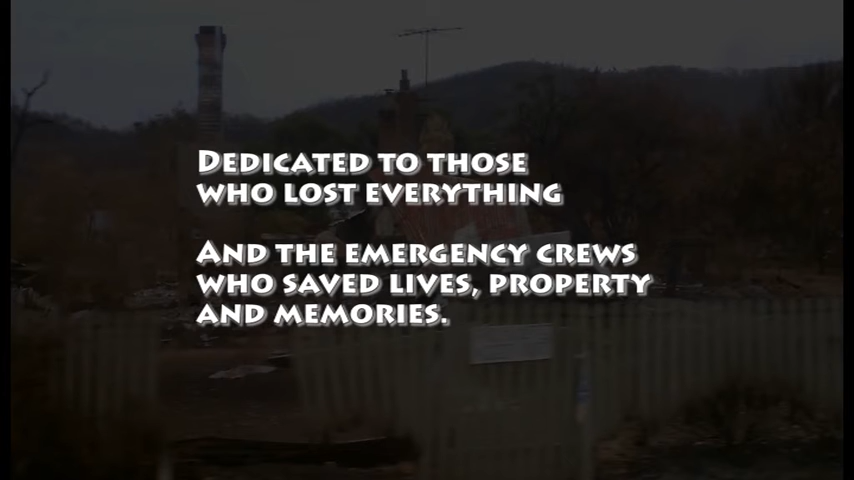 DEDICATED TO THOSE
WHO LOST EVERYTHING
AND THE EMERGENCY CREWS
WHO SAVED LIVES, PROPERTY
AND MEMORIES.